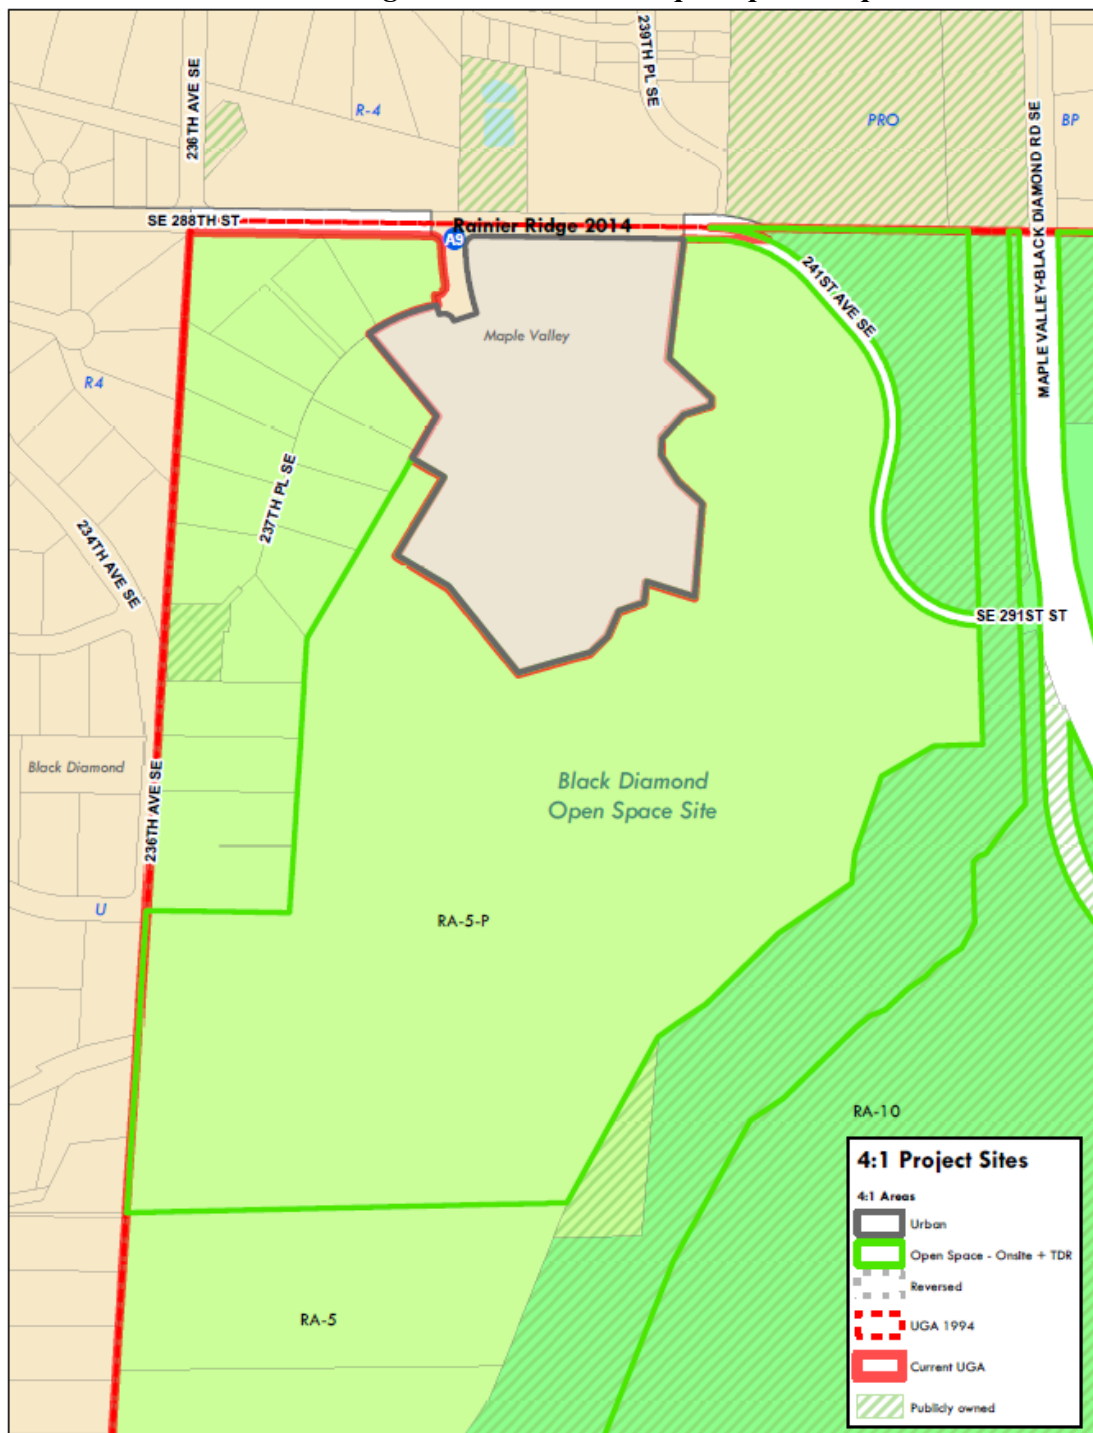 236TH AVE SE
R-4
239TH PL SE
PRO
MAPLE VALLEY-BLACK DIAMOND RD SE
BP
SE 288TH ST
Rainier Ridge 2014
A9
241ST AVE SE
Maple Valley
R4
237TH PL SE
234TH AVE SE
SE 291ST ST
Black Diamond
236TH AVE SE
Black Diamond
Open Space Site
U
RA-5-P
RA-10
RA-5
4:1 Project Sites
4:1 Areas
Urban
Open Space - Onsite + TDR
Reversed
UGA 1994
Current UGA
Publicly owned